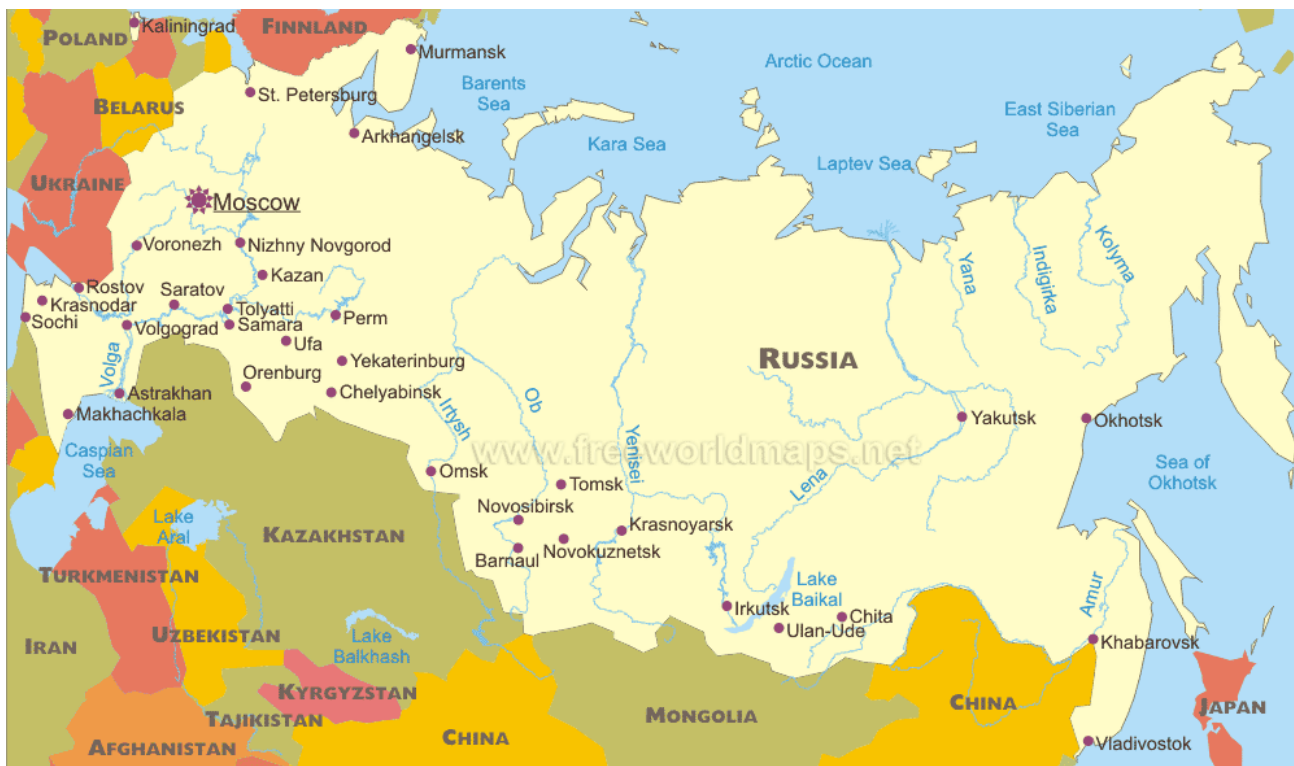 POLAND
Kaliningrad
FINNLAND
Murmansk
Arctic Ocean
Barents
Sea
St. Petersburg
BELARUS
East Siberian
Sea
Arkhangelsk
Kara Sea
Laptev Sea
UKRAINE
Moscow
Voronezh
Nizhny Novgorod
Kazan
Yana
Indigirka
Kolyma
Rostov
Krasnodar
Saratov
Tolyatti
Sochi
Volgograd
Samara
Perm
Ufa
RUSSIA
Volga
Yekaterinburg
Orenburg
Astrakhan
Chelyabinsk
Makhachkala
Irtysh
Ob
Yenisei
Yakutsk
Okhotsk
www.freeworldmaps.net
Caspian
Sea
Omsk
Tomsk
Lena
Sea of
Okhotsk
Lake
Aral
Novosibirsk
KAZAKHSTAN
Krasnoyarsk
Novokuznetsk
Barnaul
TURKMENISTAN
Lake
Baikal
Amur
Irkutsk
Chita
Ulan-Ude
UZBEKISTAN
IRAN
Lake
Balkhash
Khabarovsk
KYRGYZSTAN
TAJIKISTAN
MONGOLIA
CHINA
JAPAN
AFGHANISTAN
CHINA
Vladivostok